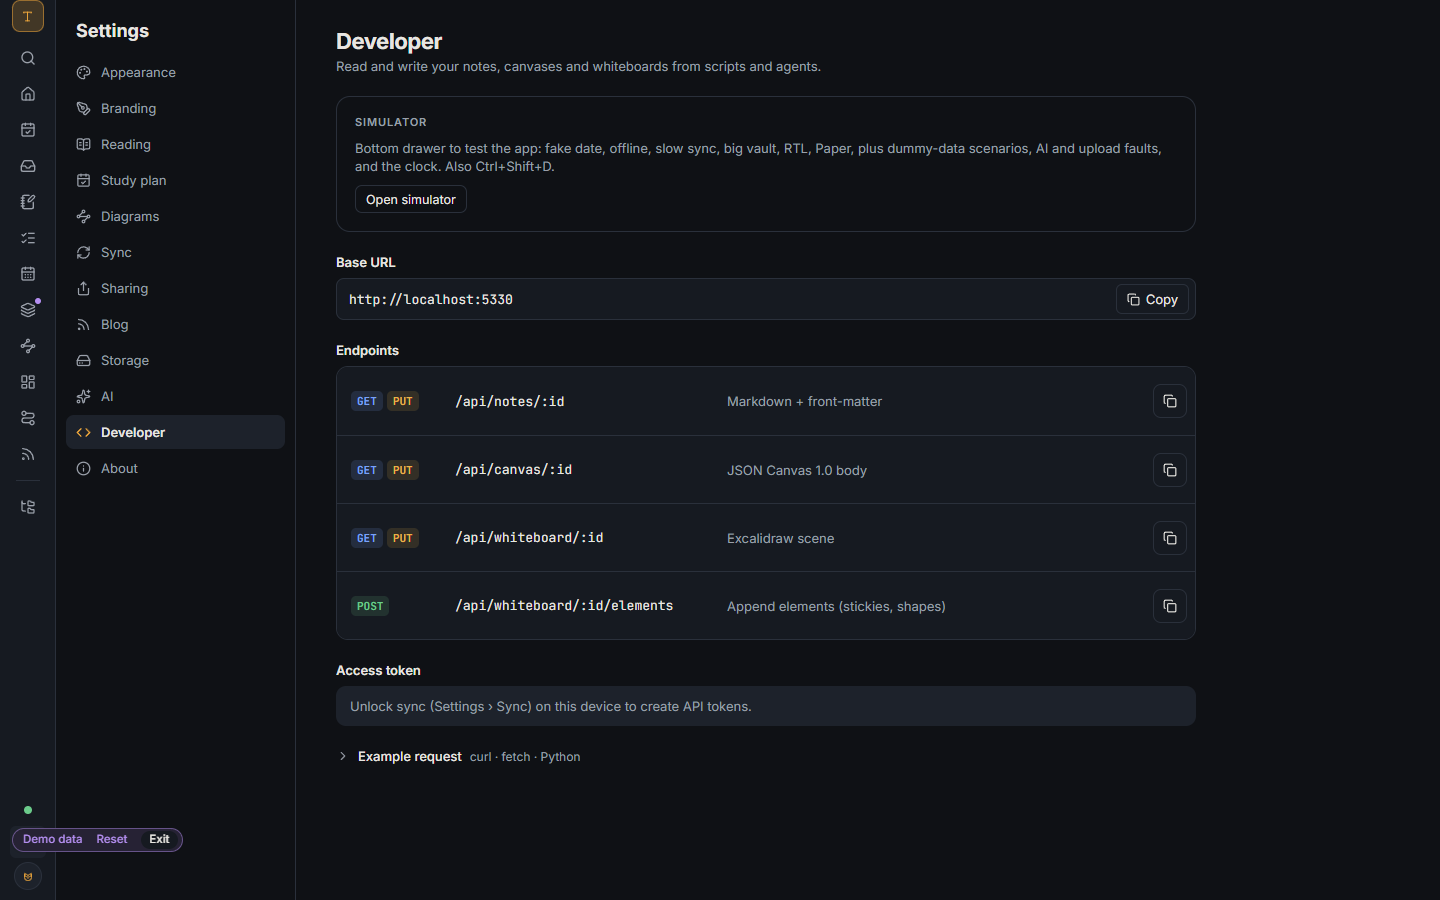 T
Settings
Appearance
Branding
Reading
Study plan
Diagrams
Sync
Sharing
Blog
Storage
AI
Developer
About
Demo data Reset Exit
Developer
Read and write your notes, canvases and whiteboards from scripts and agents.
SIMULATOR
Bottom drawer to test the app: fake date, offline, slow sync, big vault, RTL, Paper, plus dummy-data scenarios, AI and upload faults,
and the clock. Also Ctrl+Shift+D.
Open simulator
Base URL
http://localhost:5330 Copy
Endpoints
GET PUT /api/notes/:id Markdown + front-matter
GET PUT /api/canvas/:id JSON Canvas 1.0 body
GET PUT /api/whiteboard/:id Excalidraw scene
POST /api/whiteboard/:id/elements Append elements (stickies, shapes)
Access token
Unlock sync (Settings › Sync) on this device to create API tokens.
Example request curl · fetch · Python